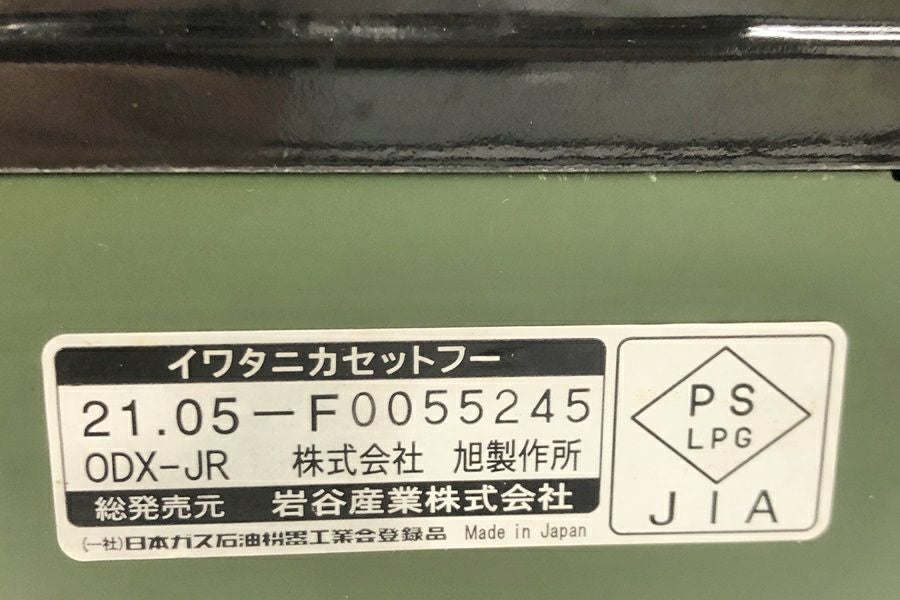 イワタニカセットフー
21.05-F0055245
ODX-JR 株式会社 旭製作所
総発売元 岩谷産業株式会社
(一社)日本ガス石油機器工業会登録品 Made in Japan
PS
LPG
JIA